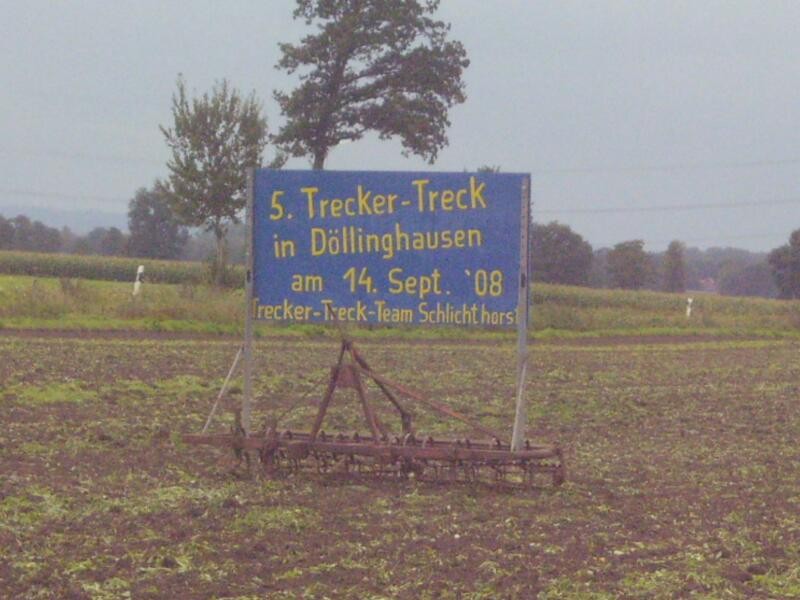 5. Trecker-Treck
in Döllinghausen
am 14. Sept. `08
Trecker-Treck-Team Schlichthorst